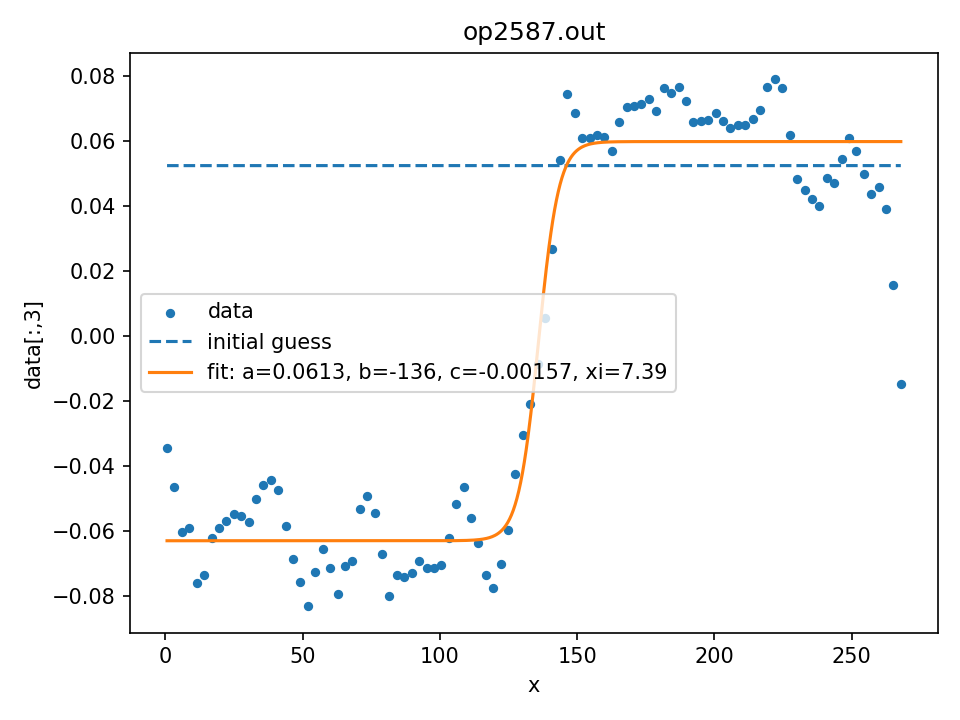 op2587.out
0.08
0.06
0.04
0.02
0.00
−0.02
−0.04
−0.06
−0.08
data[:,3]
data
initial guess
fit: a=0.0613, b=-136, c=-0.00157, xi=7.39
0 50 100 150 200 250
x